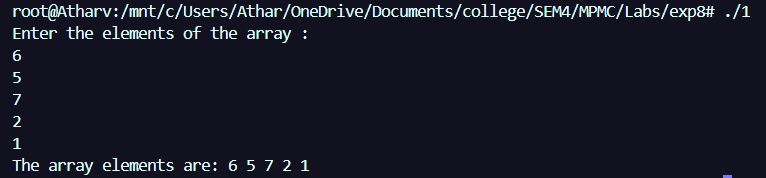 root@Atharv:/mnt/c/Users/Athar/OneDrive/Documents/college/SEM4/MPMC/Labs/exp8# ./1
Enter the elements of the array :
6
5
7
2
1
The array elements are: 6 5 7 2 1